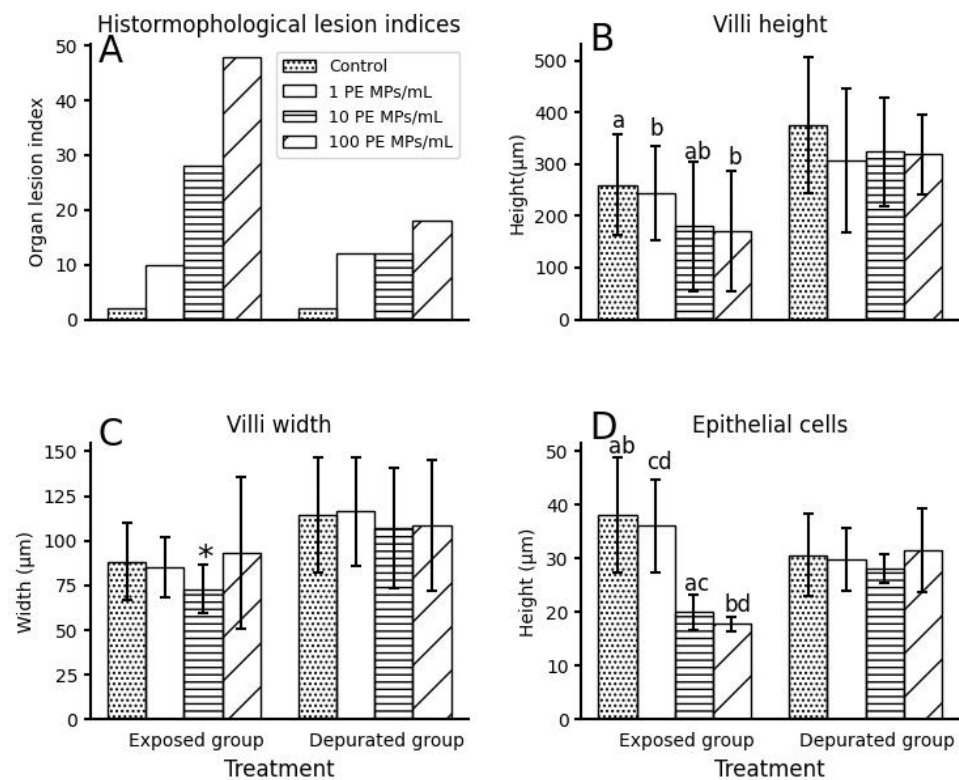 Histormophological lesion indices
A
50
40
30
20
10
0
Organ lesion index
Control
1 PE MPs/mL
10 PE MPs/mL
100 PE MPs/mL
Villi height
B
500
400
300
200
100
0
Height(µm)
a
b
ab
b
Villi width
C
150
125
100
75
50
25
0
Width (µm)
*
Exposed group
Depurated group
Treatment
Epithelial cells
D
50
40
30
20
10
0
Height (µm)
ab
cd
ac
bd
Exposed group
Depurated group
Treatment